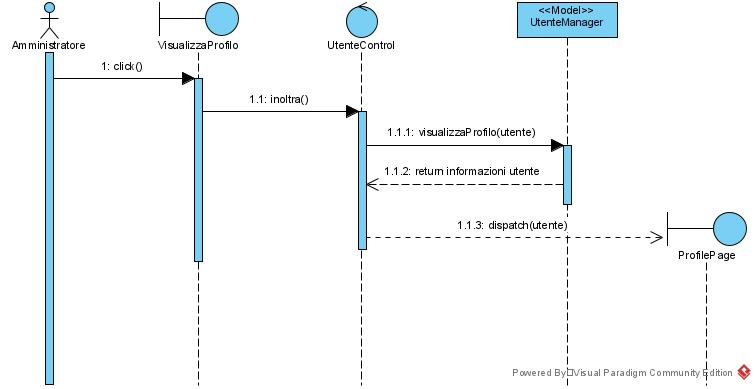 <<Model>>
UtenteManager
Amministratore
VisualizzaProfilo
UtenteControl
1: click()
1.1: inoltra()
1.1.1: visualizzaProfilo(utente)
1.1.2: return informazioni utente
1.1.3: dispatch(utente)
ProfilePage
Powered By Visual Paradigm Community Edition